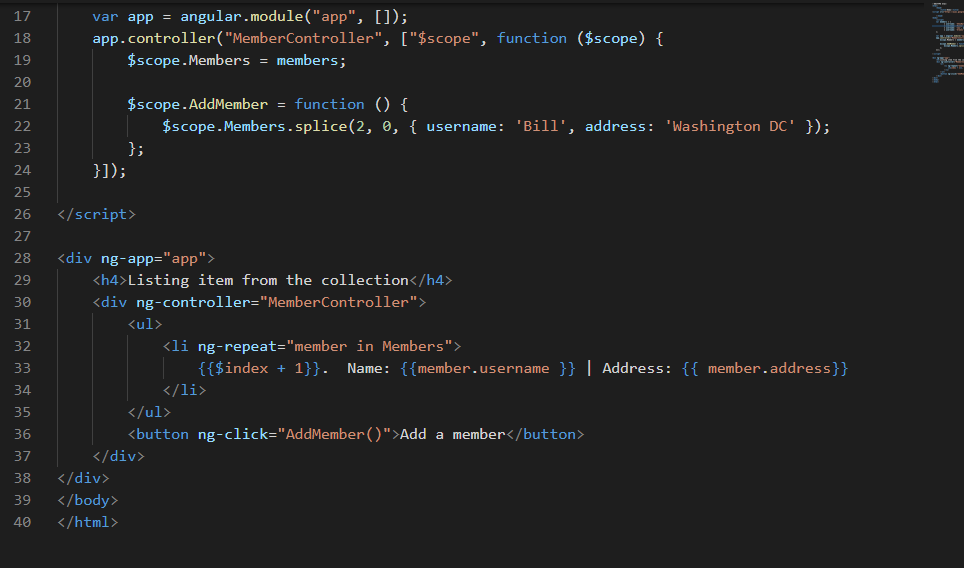 17 var app = angular.module("app", []);
18 app.controller("MemberController", ["$scope", function ($scope) {
19 $scope.Members = members;
20
21 $scope.AddMember = function () {
22 $scope.Members.splice(2, 0, { username: 'Bill', address: 'Washington DC' });
23 };
24 }]);
25
26 </script>
27
28 <div ng-app="app">
29 <h4>Listing item from the collection</h4>
30 <div ng-controller="MemberController">
31 <ul>
32 <li ng-repeat="member in Members">
33 {{$index + 1}}.  Name: {{member.username }} | Address: {{ member.address}}
34 </li>
35 </ul>
36 <button ng-click="AddMember()">Add a member</button>
37 </div>
38 </div>
39 </body>
40 </html>